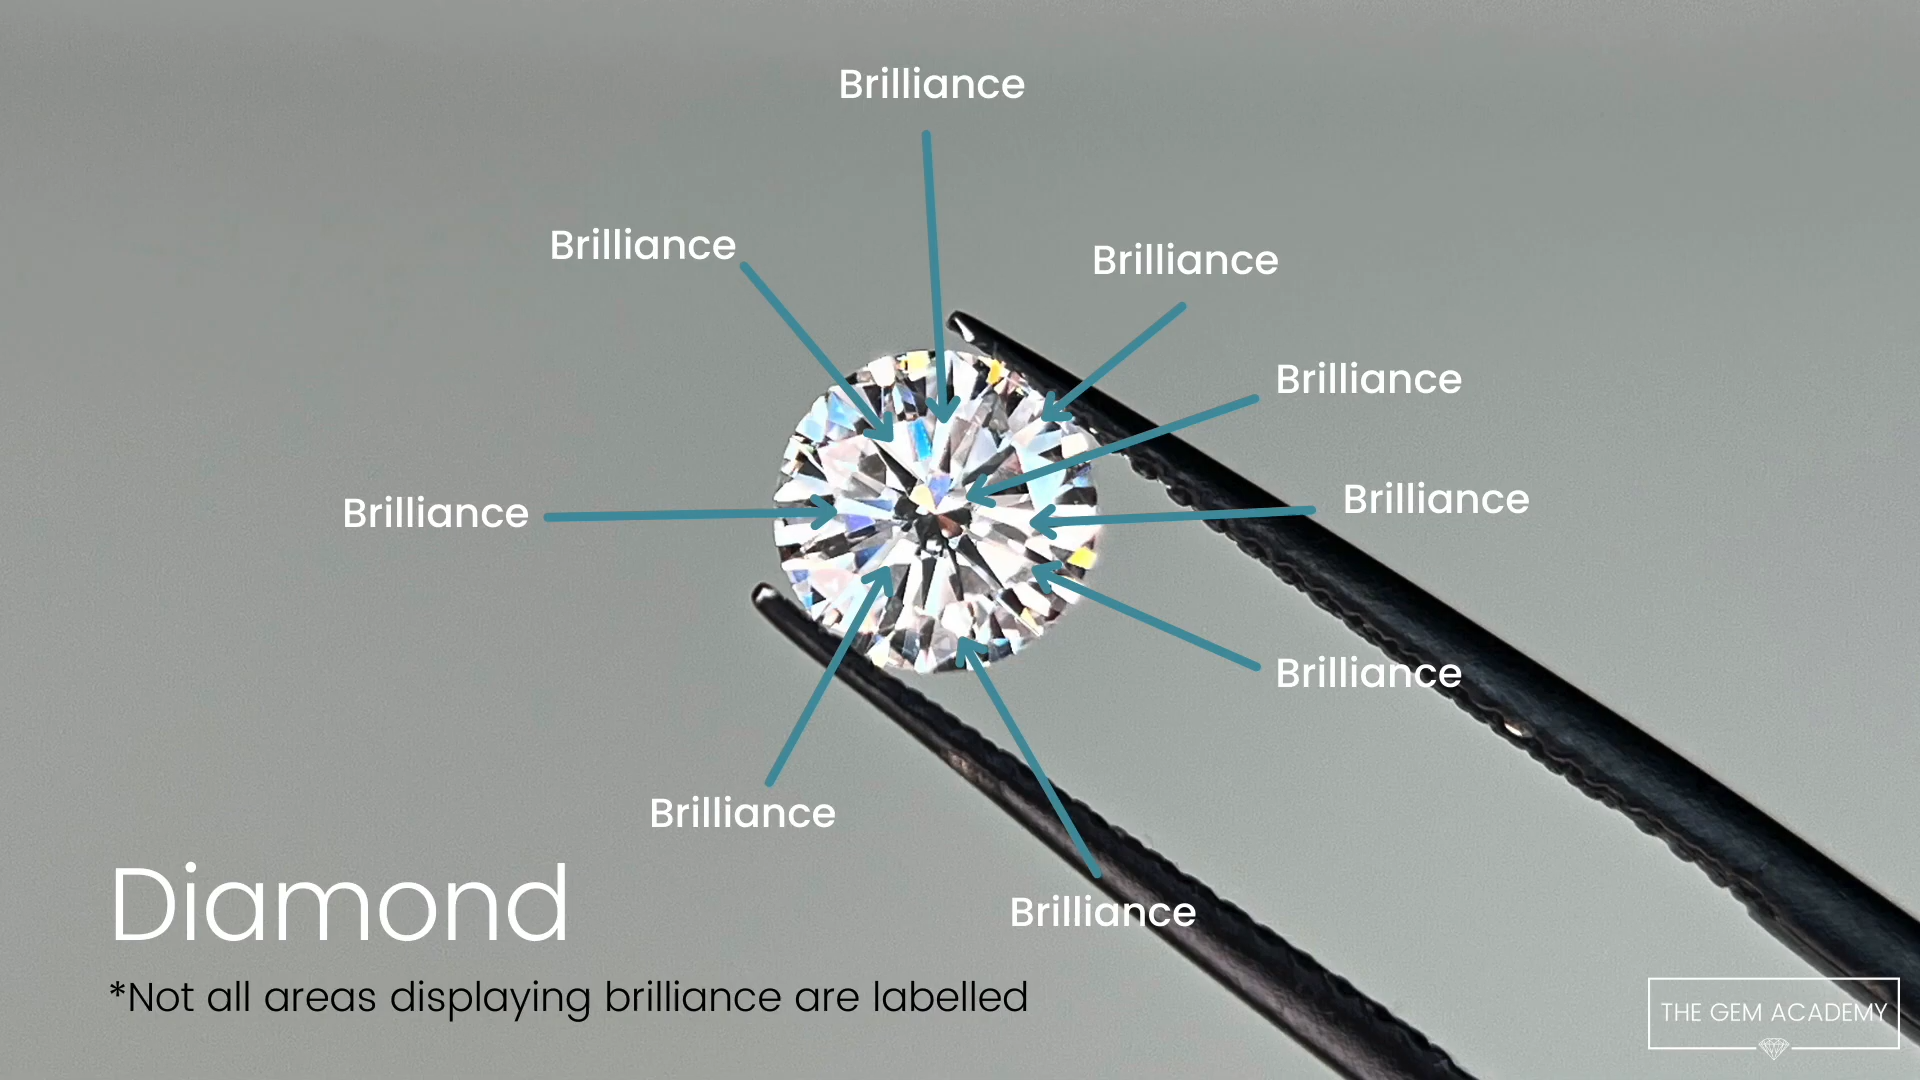 Brilliance
Brilliance
Brilliance
Brilliance
Brilliance
Brilliance
Brilliance
Brilliance
Brilliance
Diamond
*Not all areas displaying brilliance are labelled
THE GEM ACADEMY